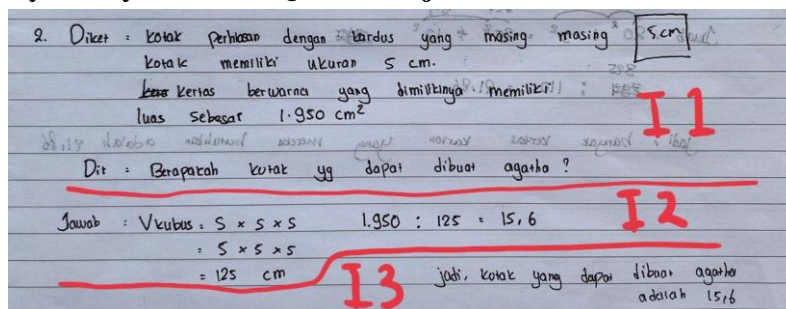 2. Diket : kotak perhiasan dengan kardus yang masing masing 5 cm
kotak memiliki ukuran 5 cm.
kertas berwarna yang dimilikinya memiliki
luas sebesar 1.950 cm²
I1
Dit : Berapakah kotak yg dapat dibuat agatha ?
I2
Jawab : Vkubus = S × S × S 1.950 : 125 = 15,6
= 5 × 5 × 5
= 125 cm
I3
jadi, kotak yang dapat dibuat agatha
adalah 15,6